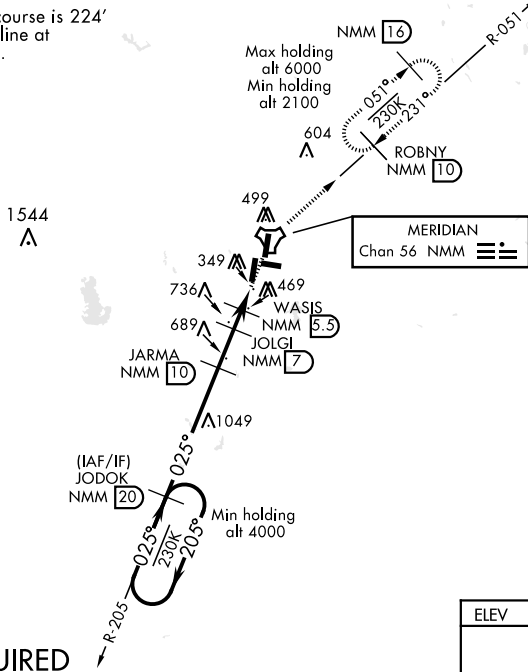 ourse is 224'
line at
.
NMM 16
R-051
Max holding
alt 6000
Min holding
alt 2100
051°
230K
231°
604
ROBNY
NMM 10
499
1544
MERIDIAN
Chan 56 NMM
349
469
736
WASIS
NMM 5.5
689
JOLGI
NMM 7
JARMA
NMM 10
1049
025°
(IAF/IF)
JODOK
NMM 20
Min holding
alt 4000
025°
230K
205°
R-205
ELEV
UIRED